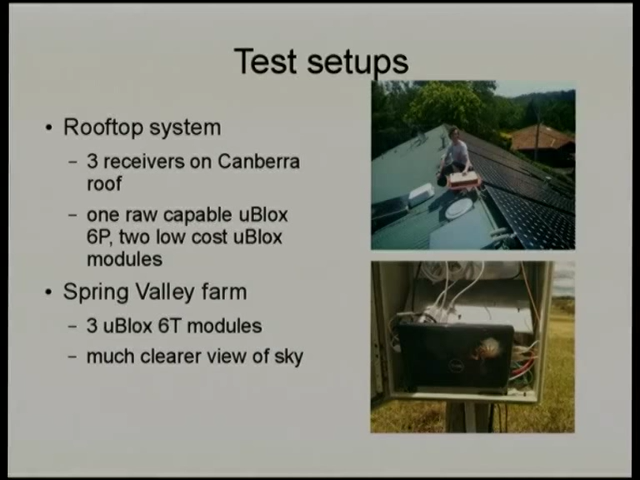 Test setups
• Rooftop system
– 3 receivers on Canberra
roof
– one raw capable uBlox
6P, two low cost uBlox
modules
• Spring Valley farm
– 3 uBlox 6T modules
– much clearer view of sky